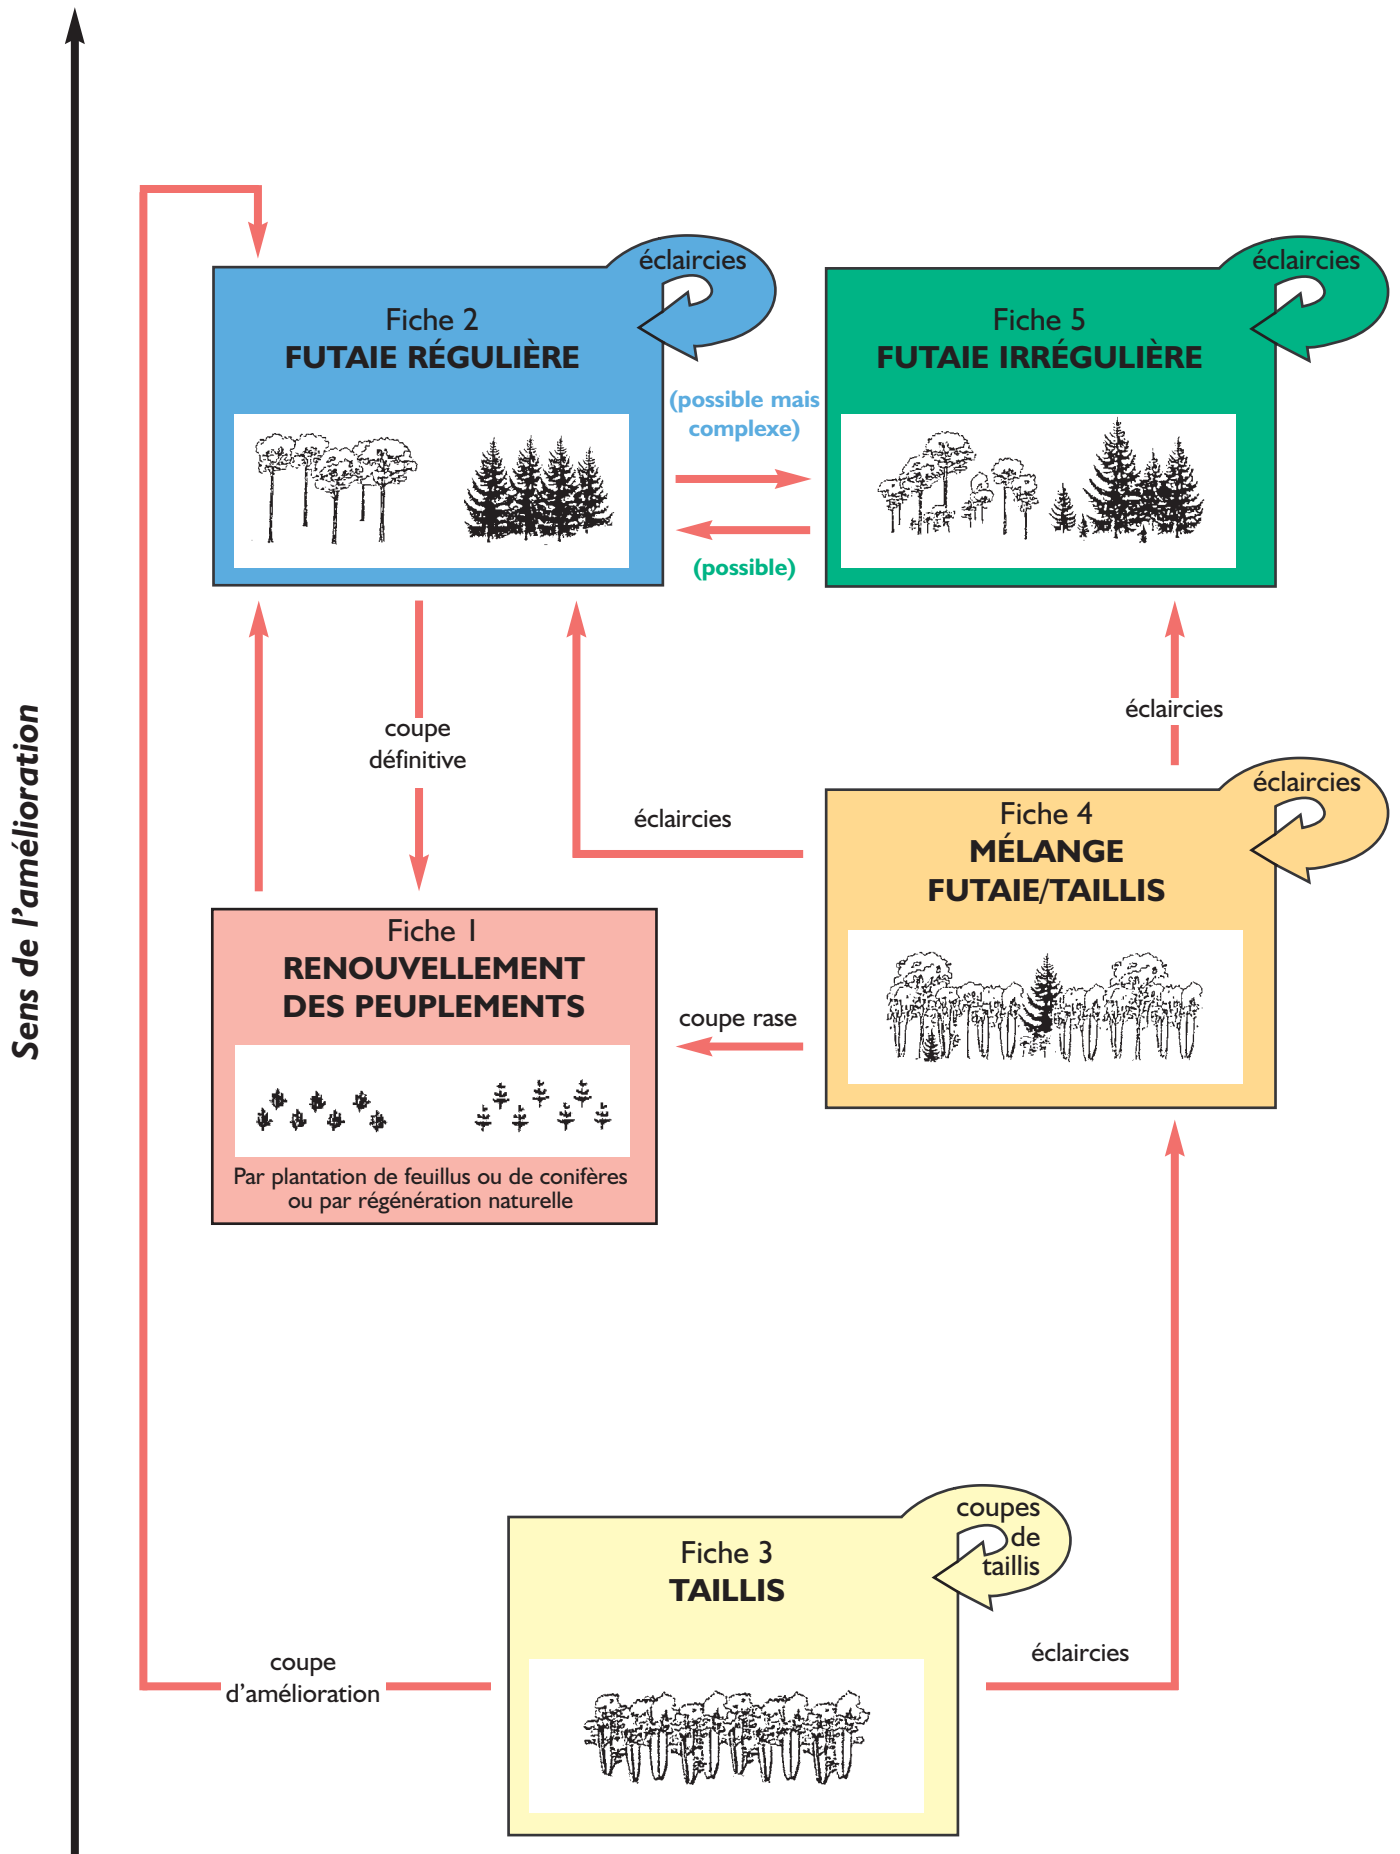 Sens de l'amélioration
éclaircies
Fiche 2
FUTAIE RÉGULIÈRE
(possible mais
complexe)
(possible)
éclaircies
Fiche 5
FUTAIE IRRÉGULIÈRE
coupe
définitive
éclaircies
éclaircies
éclaircies
Fiche 4
MÉLANGE
FUTAIE/TAILLIS
Fiche 1
RENOUVELLEMENT
DES PEUPLEMENTS
Par plantation de feuillus ou de conifères
ou par régénération naturelle
coupe rase
coupes
de
taillis
Fiche 3
TAILLIS
coupe
d'amélioration
éclaircies